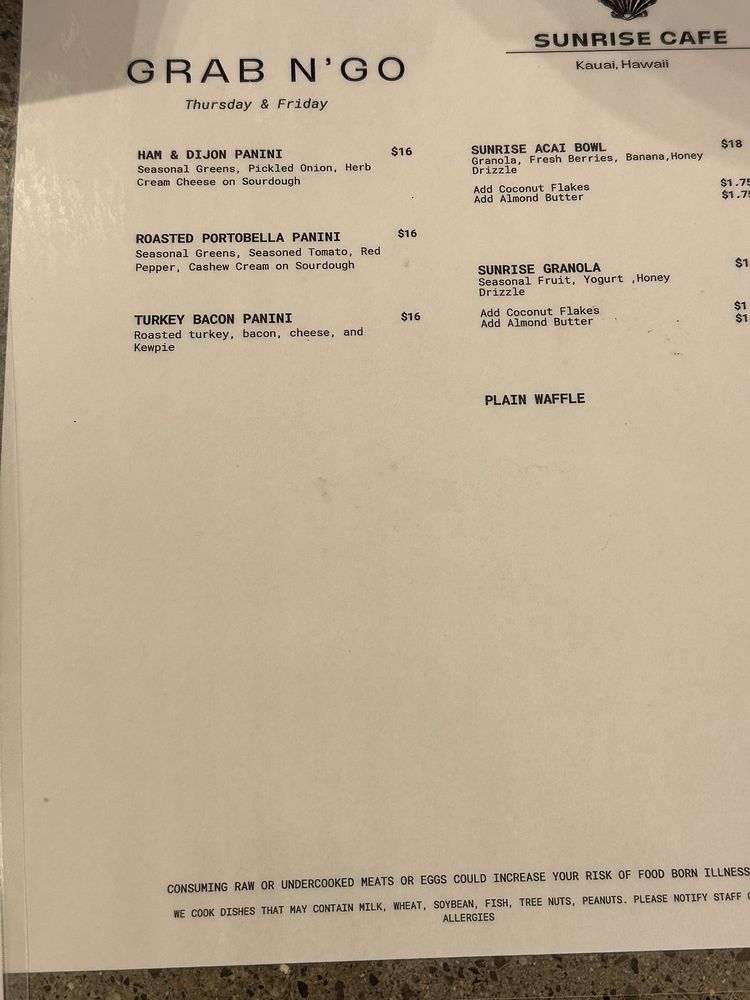 SUNRISE CAFE
Kauai, Hawaii
GRAB N'GO
Thursday & Friday
HAM & DIJON PANINI $16
Seasonal Greens, Pickled Onion, Herb
Cream Cheese on Sourdough
ROASTED PORTOBELLA PANINI $16
Seasonal Greens, Seasoned Tomato, Red
Pepper, Cashew Cream on Sourdough
TURKEY BACON PANINI $16
Roasted turkey, bacon, cheese, and
Kewpie
SUNRISE ACAI BOWL $18
Granola, Fresh Berries, Banana,Honey
Drizzle
Add Coconut Flakes $1.75
Add Almond Butter $1.75
SUNRISE GRANOLA
Seasonal Fruit, Yogurt ,Honey
Drizzle
Add Coconut Flakes
Add Almond Butter
PLAIN WAFFLE
CONSUMING RAW OR UNDERCOOKED MEATS OR EGGS COULD INCREASE YOUR RISK OF FOOD BORN ILLNESS
WE COOK DISHES THAT MAY CONTAIN MILK, WHEAT, SOYBEAN, FISH, TREE NUTS, PEANUTS. PLEASE NOTIFY STAFF
ALLERGIES